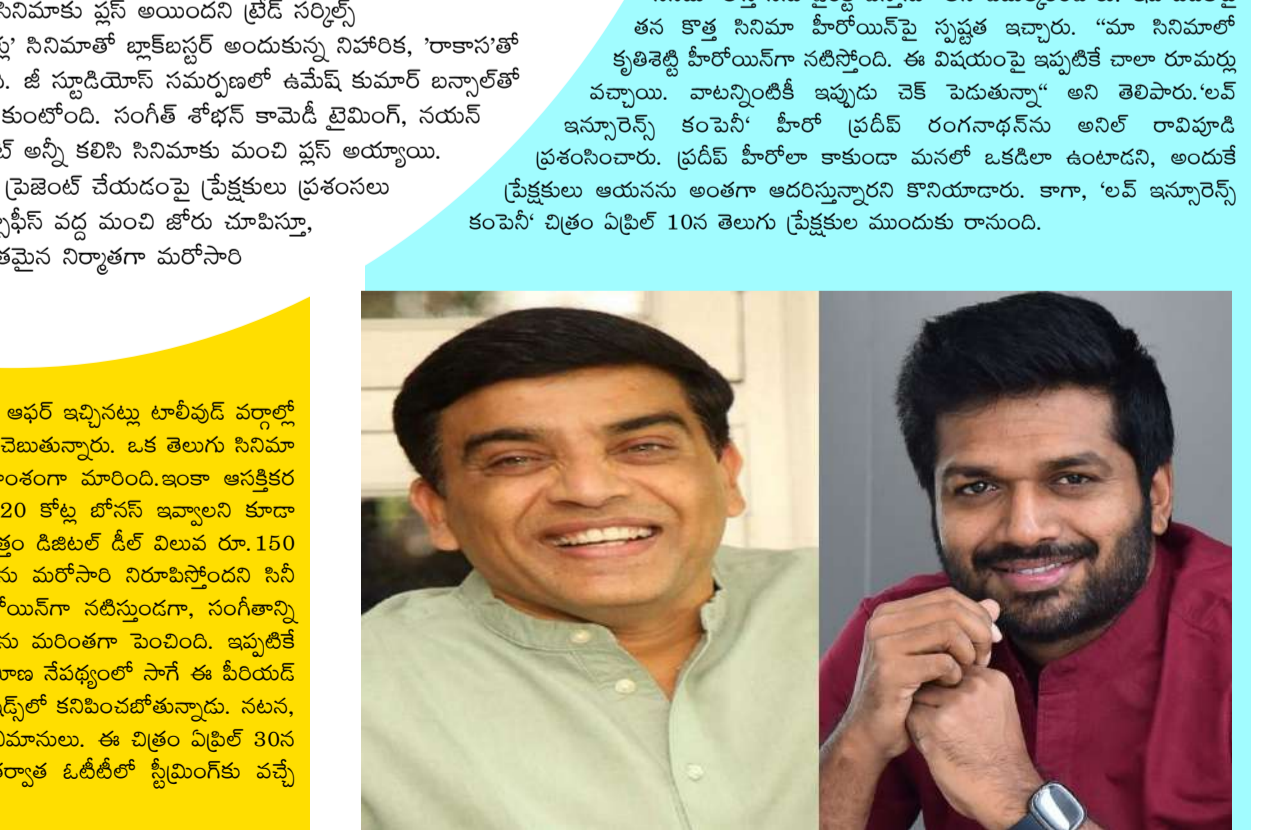 సినిమాకు ప్లస్ అయిందని ట్రేడ్ సర్కిల్స్
సినిమాతో బ్లాక్‌బస్టర్ అందుకున్న నిహారిక, 'రాకాస'తో
జీ స్టూడియోస్ సమర్పణలో ఉమేష్ కుమార్ బన్సాల్‌తో
కుంటోంది. సంగీత్ శోభన్ కామెడీ టైమింగ్, నయన్
అన్నీ కలిసి సినిమాకు మంచి ప్లస్ అయ్యాయి.
ప్రెజెంట్ చేయడంపై ప్రేక్షకులు ప్రశంసలు
వద్ద మంచి జోరు చూపిస్తూ,
నిర్మాతగా మరోసారి
ఆఫర్ ఇచ్చినట్లు టాలీవుడ్ వర్గాల్లో
చెబుతున్నారు. ఒక తెలుగు సినిమా
మారింది.ఇంకా ఆసక్తికర
20 కోట్ల బోనస్ ఇవ్వాలని కూడా
డిజిటల్ డీల్ విలువ రూ.150
మరోసారి నిరూపిస్తోందని సినీ
నటిస్తుండగా, సంగీతాన్ని
మరింతగా పెంచింది. ఇప్పటికే
నేపథ్యంలో సాగే ఈ పీరియడ్
కనిపించబోతున్నాడు. నటన,
ఈ చిత్రం ఏప్రిల్ 30న
ఓటీటీలో స్ట్రీమింగ్‌కు వచ్చే
తన కొత్త సినిమా హీరోయిన్‌పై స్పష్టత ఇచ్చారు. “మా సినిమాలో
కృతిశెట్టి హీరోయిన్‌గా నటిస్తోంది. ఈ విషయంపై ఇప్పటికే చాలా రూమర్లు
వచ్చాయి. వాటన్నింటికీ ఇప్పుడు చెక్ పెడుతున్నా“ అని తెలిపారు.‘లవ్
ఇన్సూరెన్స్ కంపెనీ‘ హీరో ప్రదీప్ రంగనాథన్‌ను అనిల్ రావిపూడి
ప్రశంసించారు. ప్రదీప్ హీరోలా కాకుండా మనలో ఒకడిలా ఉంటాడని, అందుకే
ప్రేక్షకులు ఆయనను అంతగా ఆదరిస్తున్నారని కొనియాడారు. కాగా, ‘లవ్ ఇన్సూరెన్స్
కంపెనీ‘ చిత్రం ఏప్రిల్ 10న తెలుగు ప్రేక్షకుల ముందుకు రానుంది.